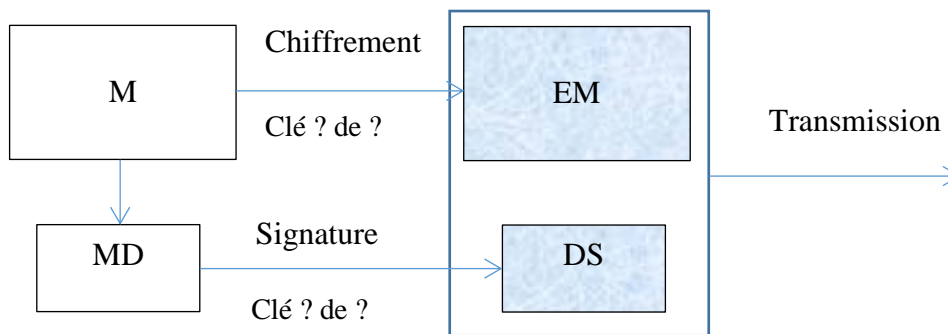 Chiffrement
M
EM
Clé ? de ?
Transmission
Signature
MD
DS
Clé ? de ?